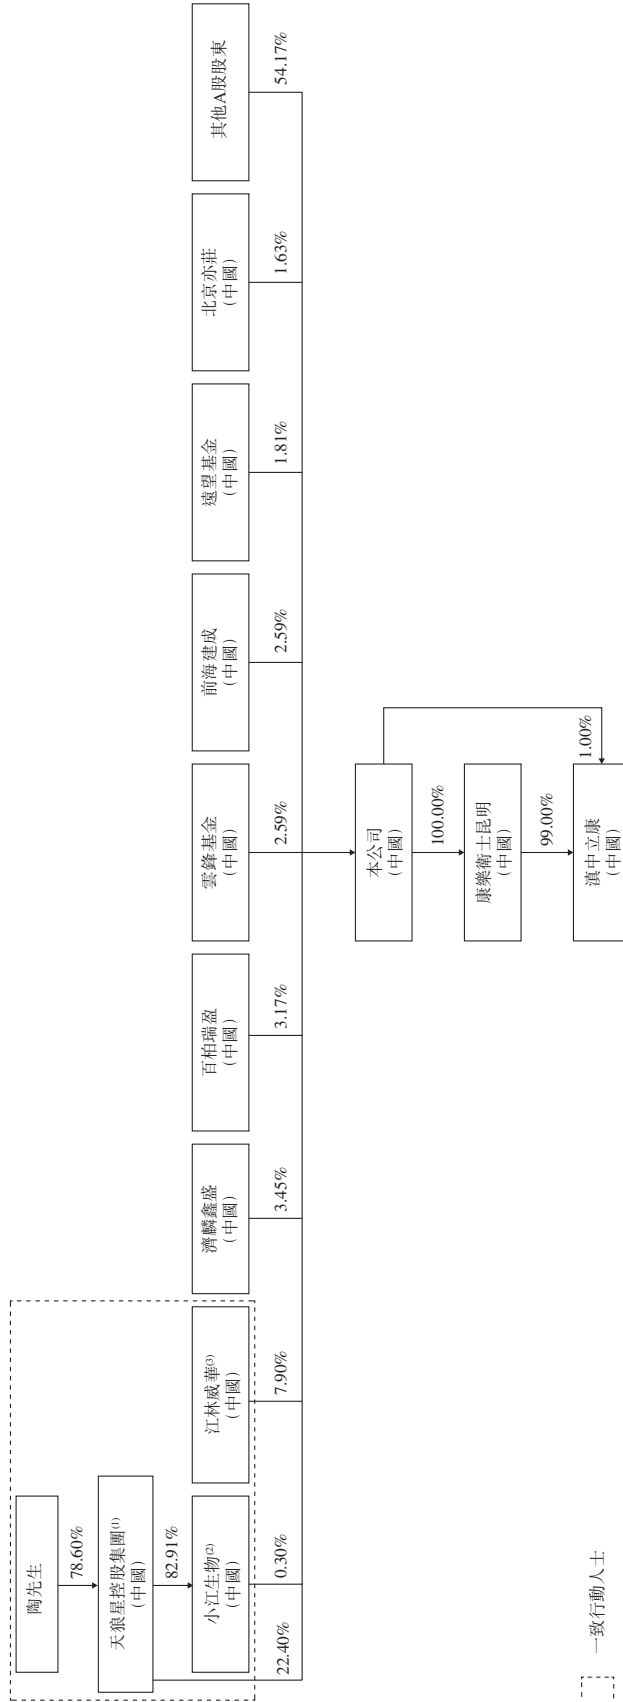 陶先生
78.60%
天狼星控股集團(1)
(中國)
82.91%
小江生物(2)
(中國)
江林威華(3)
(中國)
濟麟鑫盛
(中國)
百柏瑞盈
(中國)
雲鋒基金
(中國)
前海建成
(中國)
遠望基金
(中國)
北京亦莊
(中國)
其他A股股東
22.40%
0.30%
7.90%
3.45%
3.17%
2.59%
2.59%
1.81%
1.63%
54.17%
本公司
(中國)
100.00%
康樂衛士昆明
(中國)
99.00%
1.00%
滇中立康
(中國)
一致行動人士